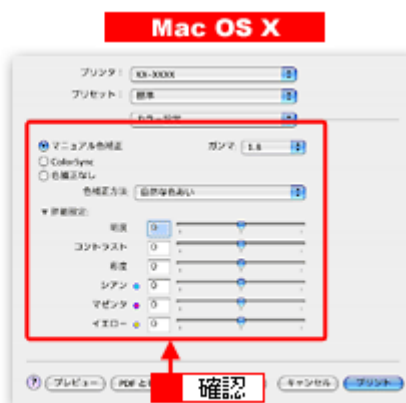 Mac OS X
プリンタ： XX-XXXX
プリセット： 標準
カラー設定
マニュアル色補正 ガンマ： 1.8
ColorSync
色補正なし
色補正方法： 自然な色あい
▼ 詳細設定：
明度 0
コントラスト 0
彩度 0
シアン 0
マゼンタ 0
イエロー 0
確認
? プレビュー PDF と キャンセル プリント